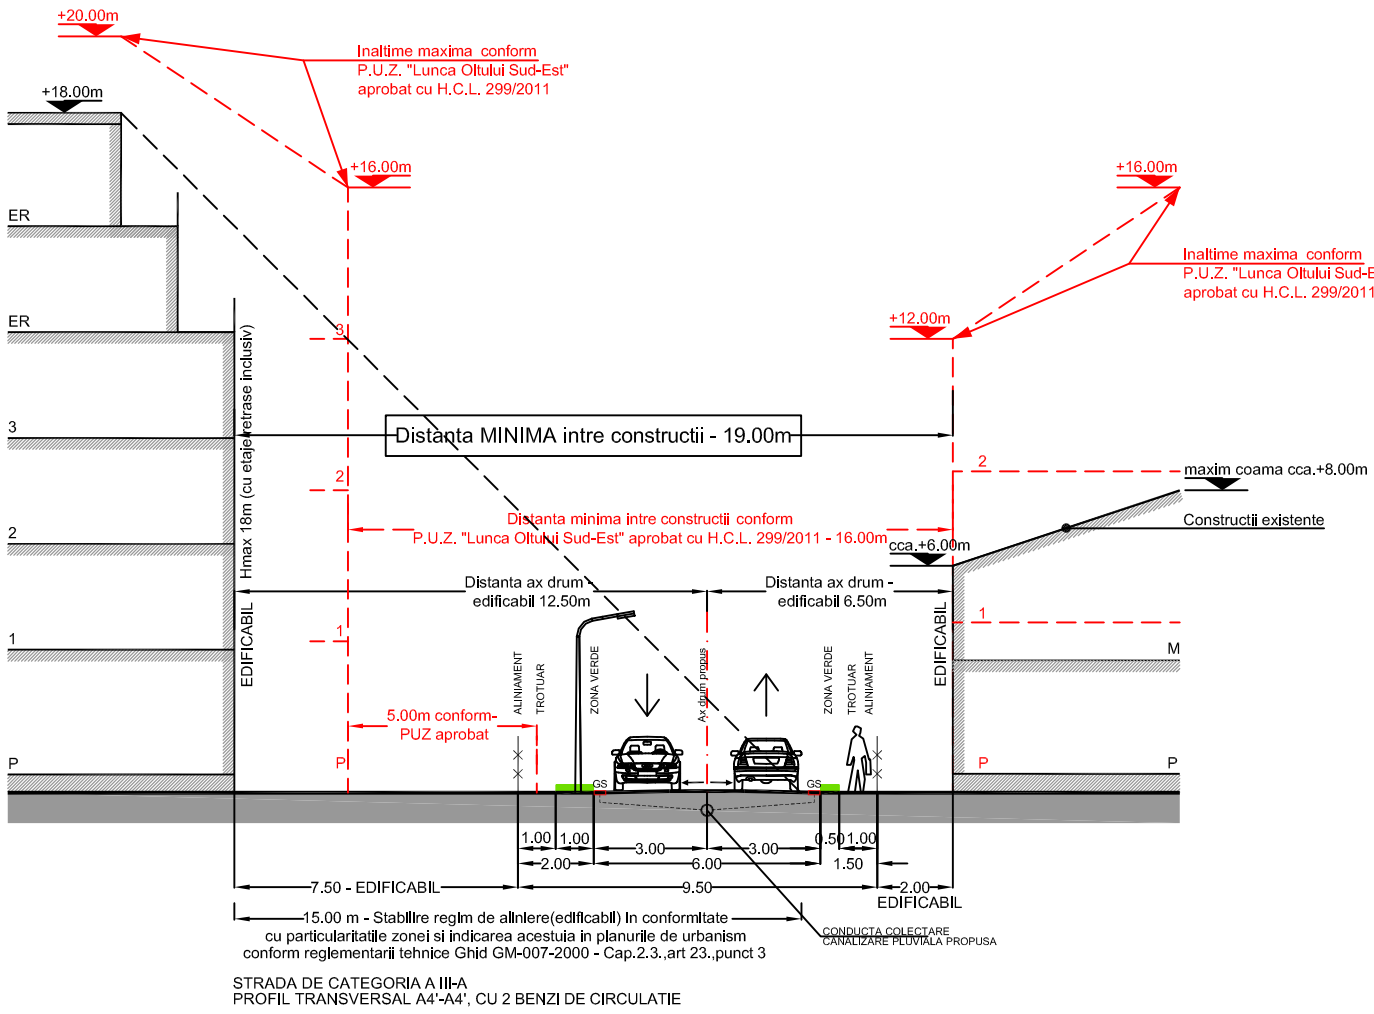 +20.00m
Inaltime maxima conform
P.U.Z. "Lunca Oltului Sud-Est"
aprobat cu H.C.L. 299/2011
+18.00m
+16.00m
+16.00m
ER
Inaltime maxima conform
P.U.Z. "Lunca Oltului Sud-E
aprobat cu H.C.L. 299/2011
+12.00m
ER
3
Hmax 18m (cu etaje retrase inclusiv)
3
Distanta MINIMA intre constructii - 19.00m
2
2
maxim coama cca.+8.00m
Distanta minima intre constructii conform
P.U.Z. "Lunca Oltului Sud-Est" aprobat cu H.C.L. 299/2011 - 16.00m
Constructii existente
2
cca.+6.00m
Distanta ax drum -
edificabil 12.50m
Distanta ax drum -
edificabil 6.50m
1
1
1
EDIFICABIL
ALINIAMENT
TROTUAR
ZONA VERDE
Ax drum propus
ZONA VERDE
TROTUAR
ALINIAMENT
EDIFICABIL
M
5.00m conform-
PUZ aprobat
P
P
P
P
GS
GS
1.00
1.00
3.00
3.00
0.50
1.00
2.00
6.00
1.50
7.50 - EDIFICABIL
9.50
2.00
EDIFICABIL
15.00 m - Stabilire regim de aliniere(edificabil) in conformitate
cu particularitatile zonei si indicarea acestuia in planurile de urbanism
conform reglementarii tehnice Ghid GM-007-2000 - Cap.2.3.,art 23.,punct 3
CONDUCTA COLECTARE
CANALIZARE PLUVIALA PROPUSA
STRADA DE CATEGORIA A III-A
PROFIL TRANSVERSAL A4'-A4', CU 2 BENZI DE CIRCULATIE